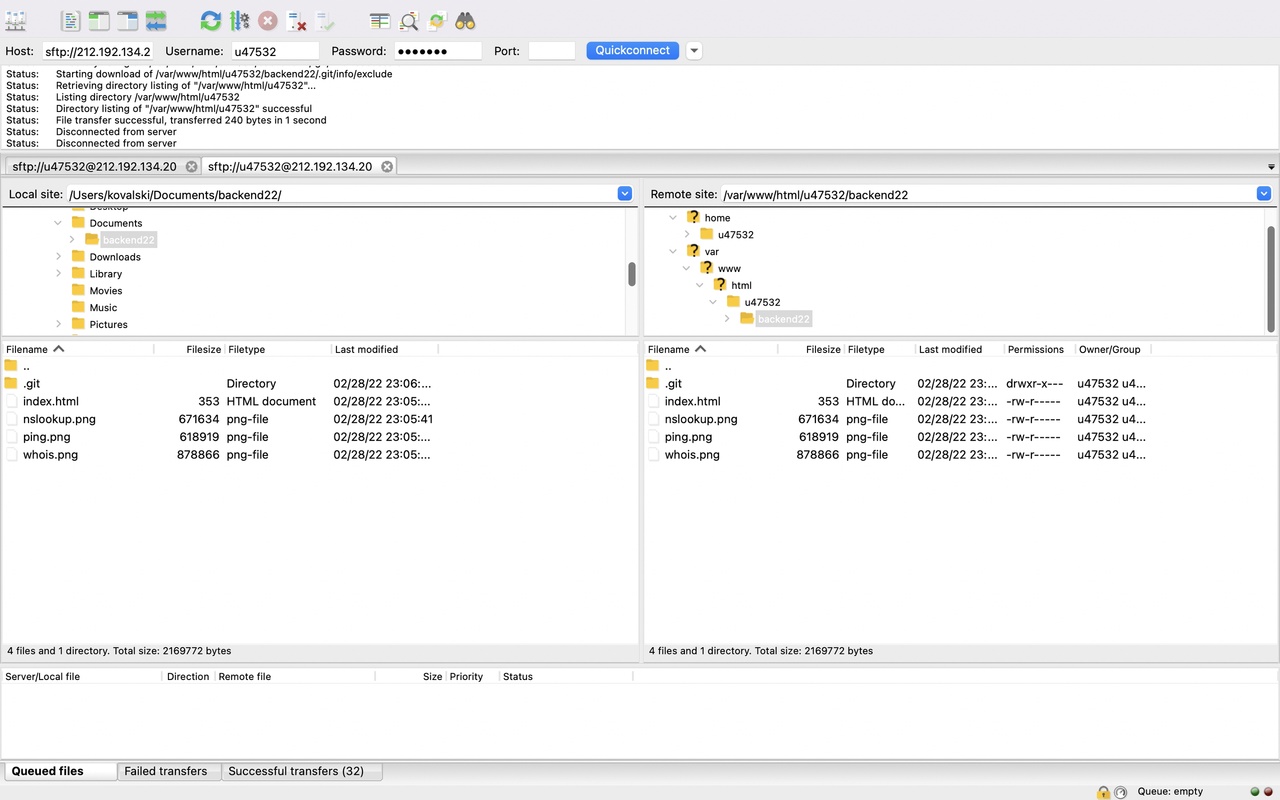 Host: sftp://212.192.134.2 Username: u47532 Password: ●●●●●●● Port: Quickconnect
Status: Starting download of /var/www/html/u47532/backend22/.git/info/exclude
Status: Retrieving directory listing of "/var/www/html/u47532"...
Status: Listing directory /var/www/html/u47532
Status: Directory listing of "/var/www/html/u47532" successful
Status: File transfer successful, transferred 240 bytes in 1 second
Status: Disconnected from server
Status: Disconnected from server
sftp://u47532@212.192.134.20 sftp://u47532@212.192.134.20
Local site: /Users/kovalski/Documents/backend22/
Desktop
Documents
backend22
Downloads
Library
Movies
Music
Pictures
Filename Filesize Filetype Last modified
..
.git Directory 02/28/22 23:06:...
index.html 353 HTML document 02/28/22 23:05:...
nslookup.png 671634 png-file 02/28/22 23:05:41
ping.png 618919 png-file 02/28/22 23:05:...
whois.png 878866 png-file 02/28/22 23:05:...
4 files and 1 directory. Total size: 2169772 bytes
Remote site: /var/www/html/u47532/backend22
? home
u47532
? var
? www
? html
u47532
backend22
Filename Filesize Filetype Last modified Permissions Owner/Group
..
.git Directory 02/28/22 23:... drwxr-x--- u47532 u4...
index.html 353 HTML do... 02/28/22 23:... -rw-r----- u47532 u4...
nslookup.png 671634 png-file 02/28/22 23:... -rw-r----- u47532 u4...
ping.png 618919 png-file 02/28/22 23:... -rw-r----- u47532 u4...
whois.png 878866 png-file 02/28/22 23:... -rw-r----- u47532 u4...
4 files and 1 directory. Total size: 2169772 bytes
Server/Local file Direction Remote file Size Priority Status
Queued files Failed transfers Successful transfers (32)
Queue: empty